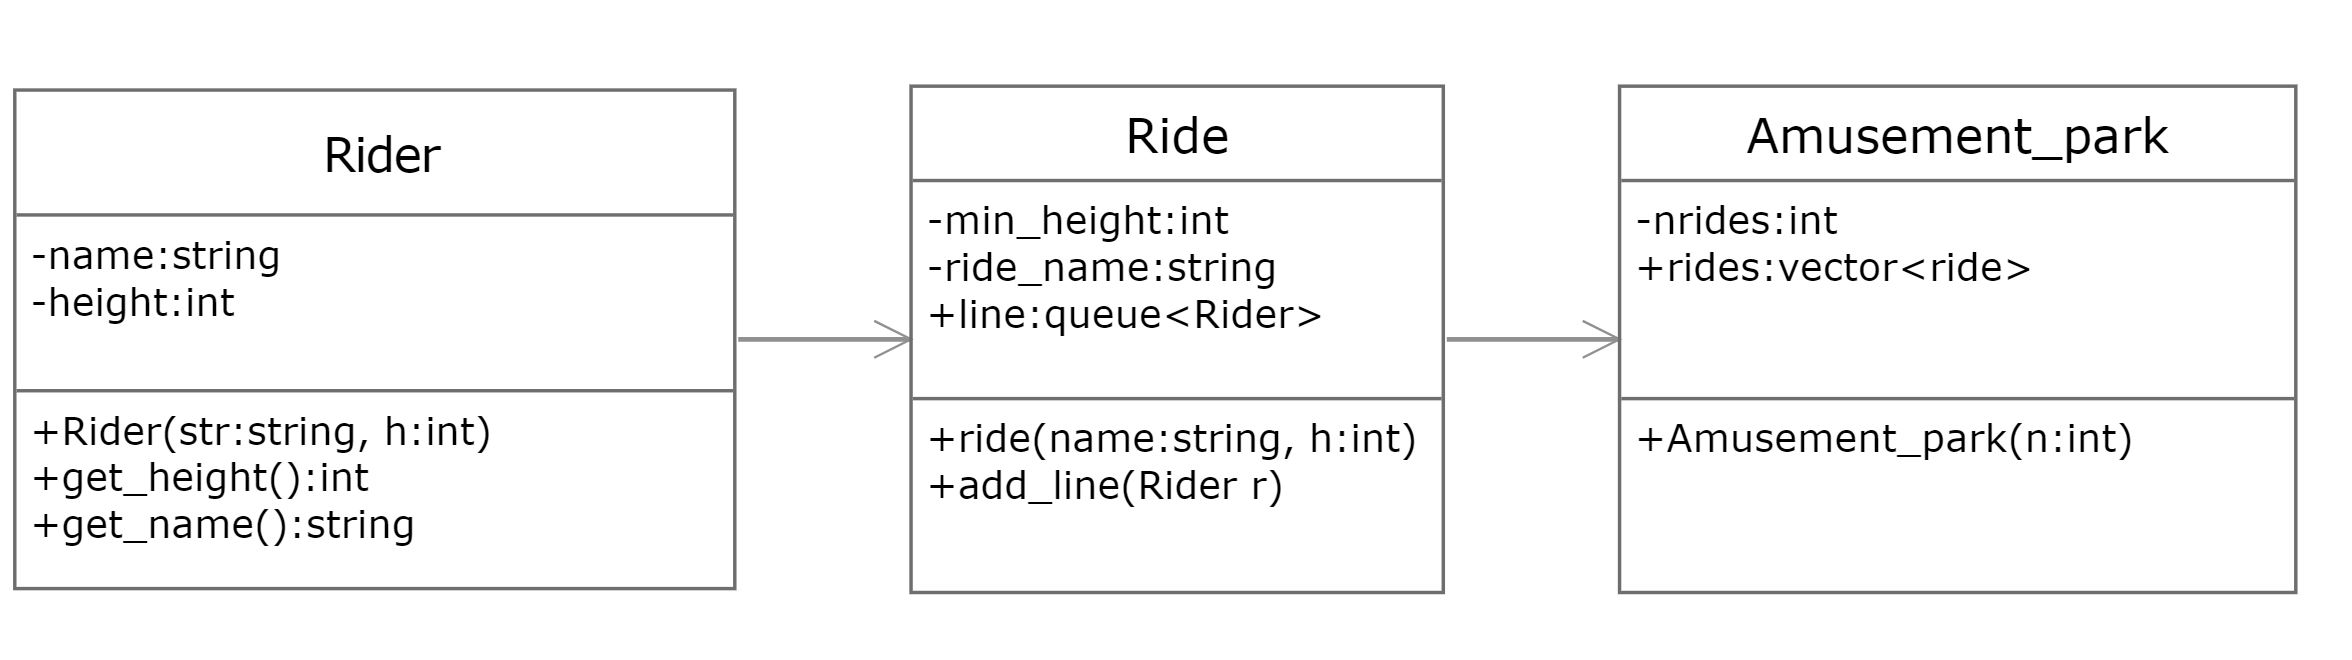 Rider
-name:string
-height:int
+Rider(str:string, h:int)
+get_height():int
+get_name():string
Ride
-min_height:int
-ride_name:string
+line:queue<Rider>
+ride(name:string, h:int)
+add_line(Rider r)
Amusement_park
-nrides:int
+rides:vector<ride>
+Amusement_park(n:int)